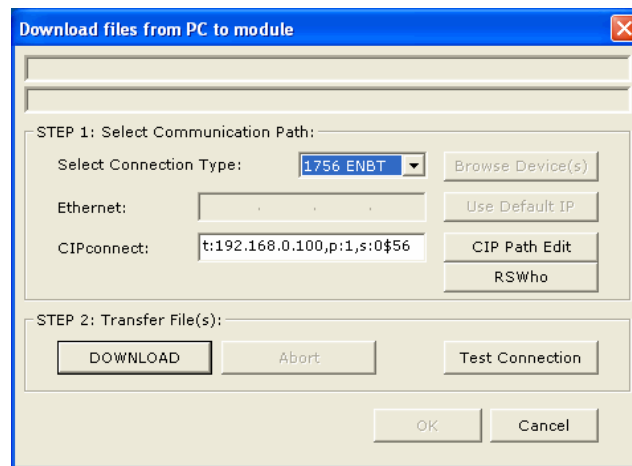 Download files from PC to module
STEP 1: Select Communication Path:
Select Connection Type: 1756 ENBT Browse Device(s)
Ethernet: . . . Use Default IP
CIPconnect: t:192.168.0.100,p:1,s:0$56 CIP Path Edit
RSWho
STEP 2: Transfer File(s):
DOWNLOAD Abort Test Connection
OK Cancel